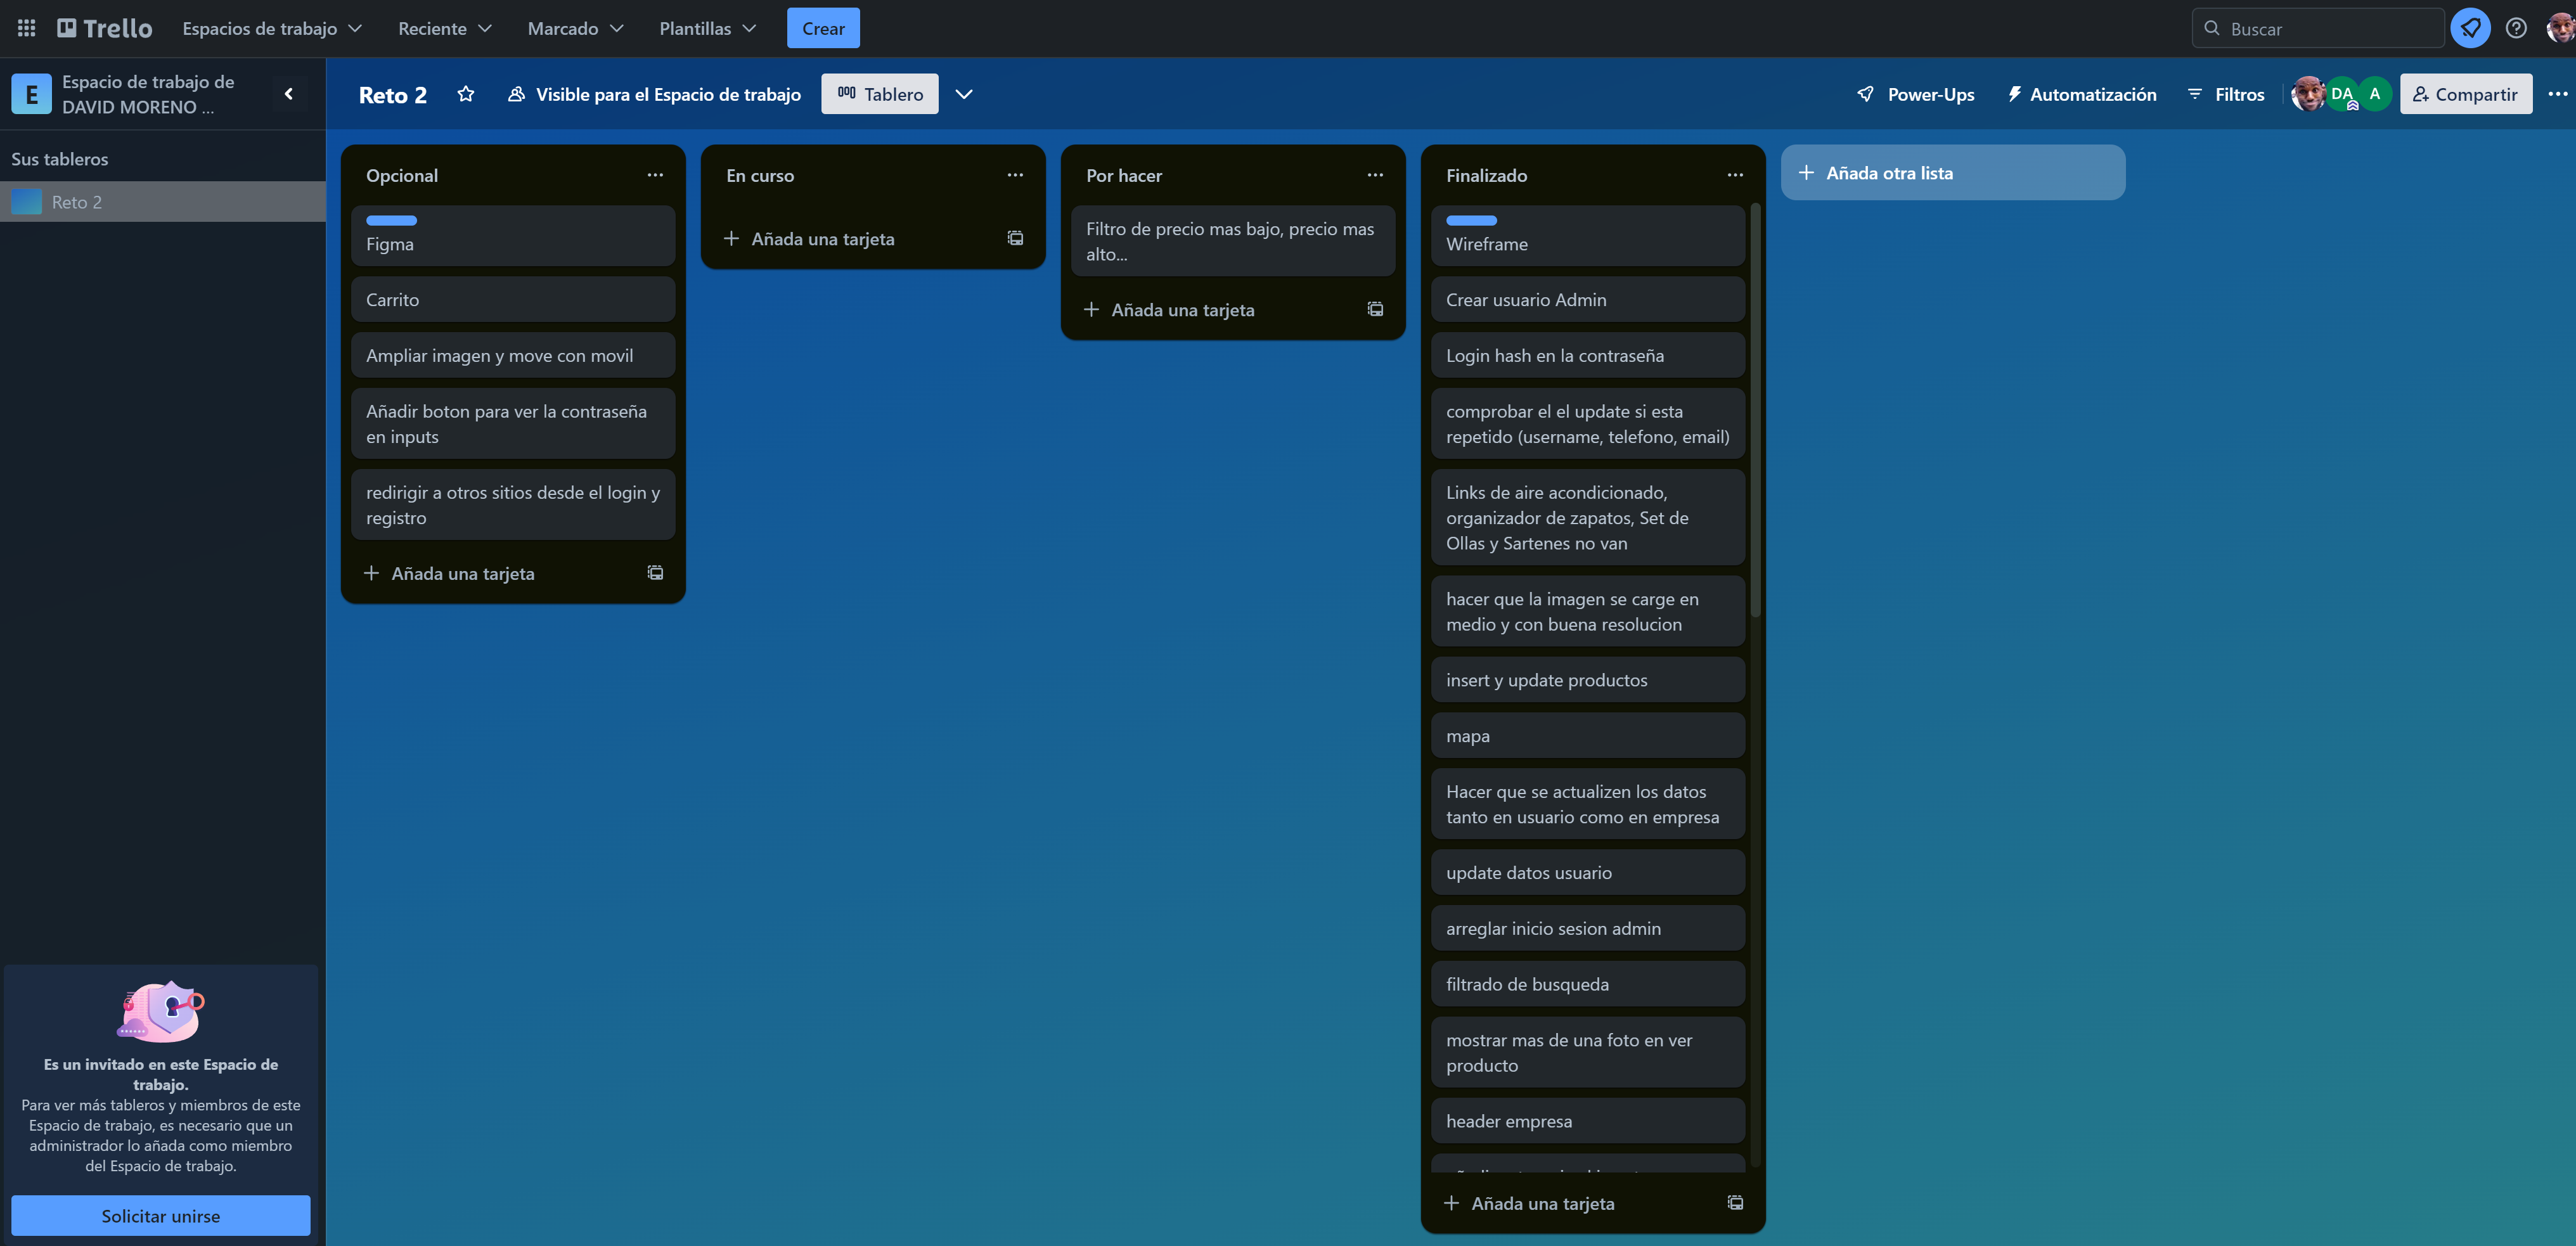 Trello
Espacios de trabajo
Reciente
Marcado
Plantillas
Crear
Buscar
E
Espacio de trabajo de
DAVID MORENO ...
Sus tableros
Reto 2
Es un invitado en este Espacio de
trabajo.
Para ver más tableros y miembros de este
Espacio de trabajo, es necesario que un
administrador lo añada como miembro
del Espacio de trabajo.
Solicitar unirse
Reto 2
Visible para el Espacio de trabajo
Tablero
Power-Ups
Automatización
Filtros
DA
A
Compartir
Opcional
Figma
Carrito
Ampliar imagen y move con movil
Añadir boton para ver la contraseña
en inputs
redirigir a otros sitios desde el login y
registro
Añada una tarjeta
En curso
Añada una tarjeta
Por hacer
Filtro de precio mas bajo, precio mas
alto...
Añada una tarjeta
Finalizado
Wireframe
Crear usuario Admin
Login hash en la contraseña
comprobar el el update si esta
repetido (username, telefono, email)
Links de aire acondicionado,
organizador de zapatos, Set de
Ollas y Sartenes no van
hacer que la imagen se carge en
medio y con buena resolucion
insert y update productos
mapa
Hacer que se actualizen los datos
tanto en usuario como en empresa
update datos usuario
arreglar inicio sesion admin
filtrado de busqueda
mostrar mas de una foto en ver
producto
header empresa
Añada una tarjeta
Añada otra lista